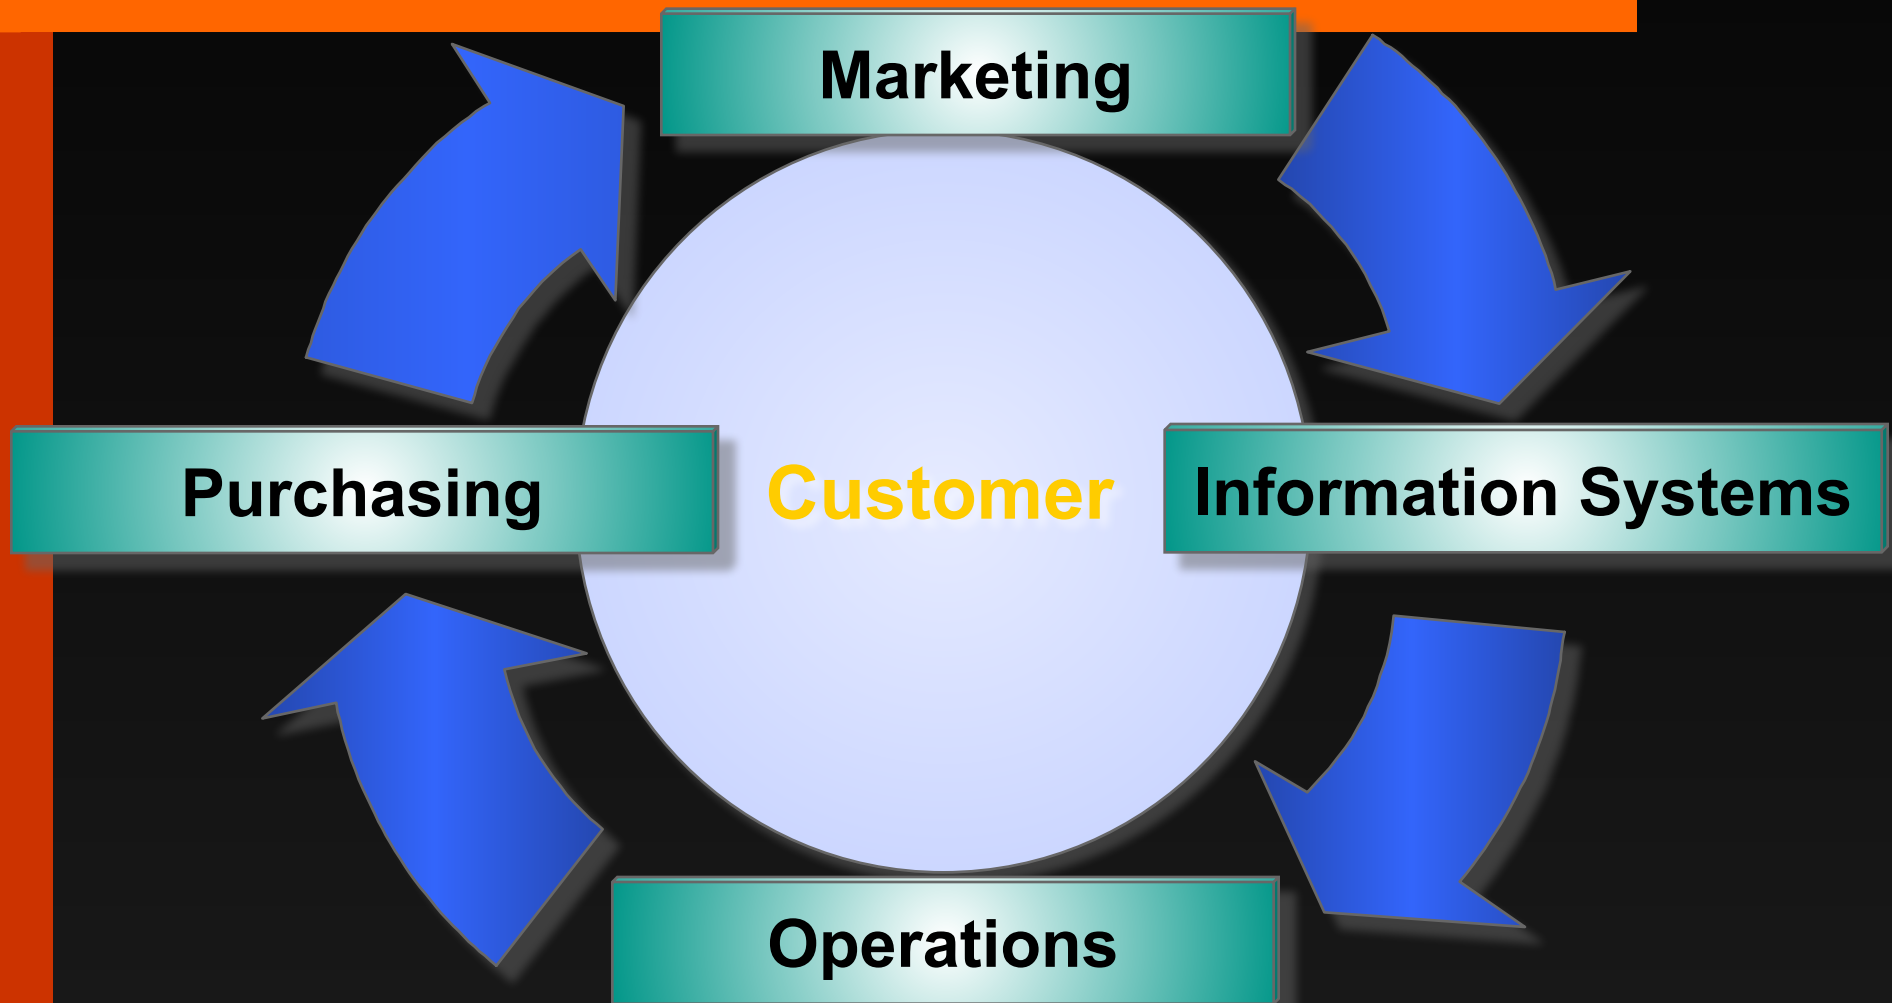 Marketing
Purchasing
Customer
Information Systems
Operations